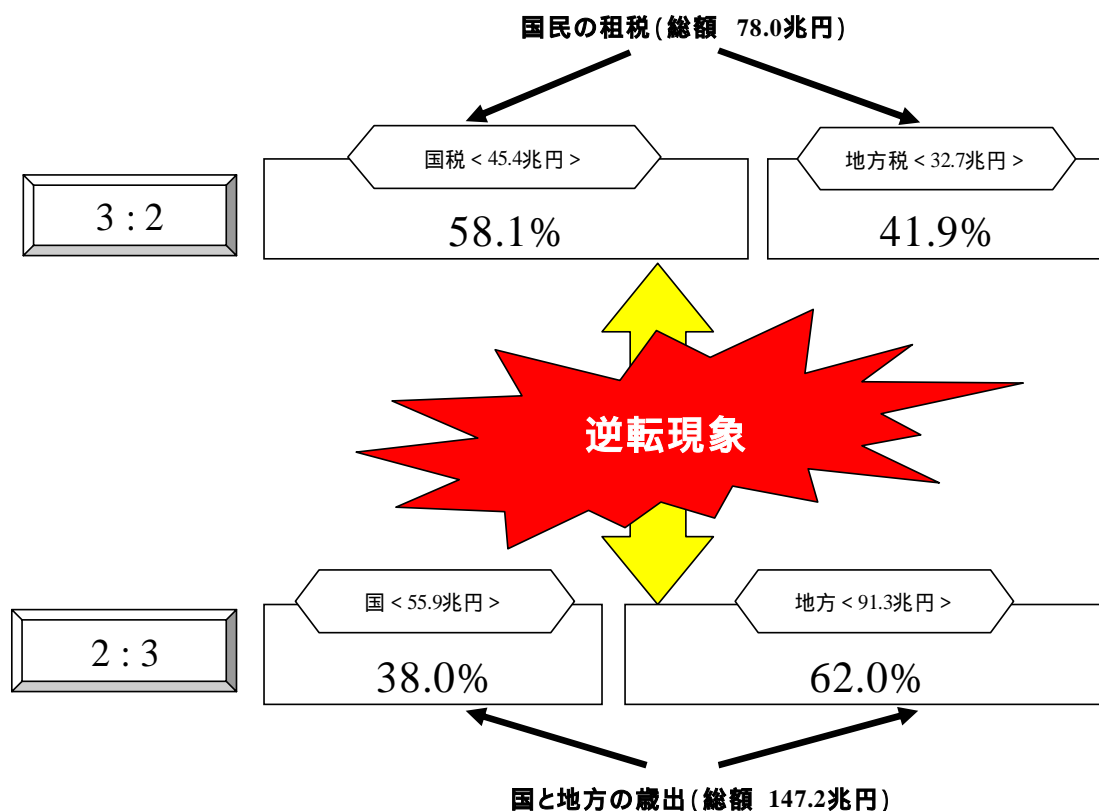 国民の租税(総額 78.0兆円)
国税<45.4兆円>
地方税<32.7兆円>
3:2
58.1%
41.9%
逆転現象
国<55.9兆円>
地方<91.3兆円>
2:3
38.0%
62.0%
国と地方の歳出(総額 147.2兆円)